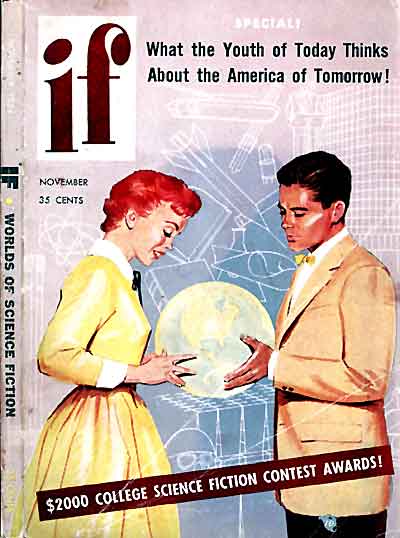 SPECIAL!
What the Youth of Today Thinks
About the America of Tomorrow!
if
NOVEMBER
35 CENTS
IF • WORLDS OF SCIENCE FICTION
$2000 COLLEGE SCIENCE FICTION CONTEST AWARDS!